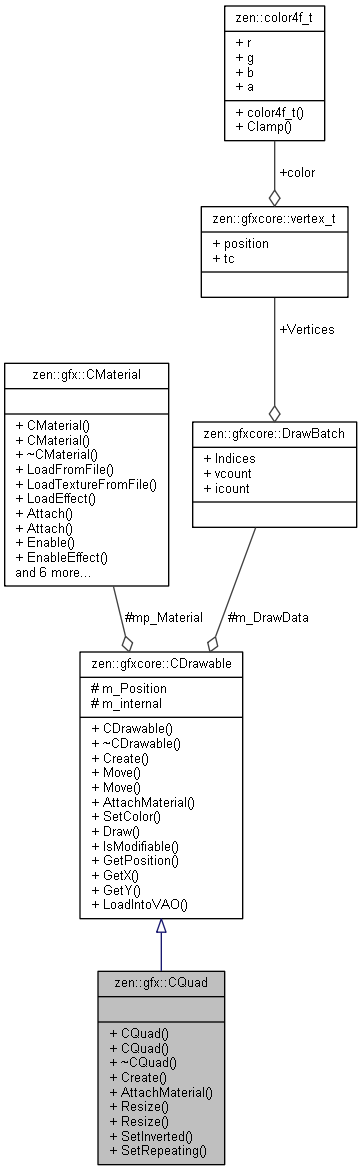 zen::color4f_t
+ r
+ g
+ b
+ a
+ color4f_t()
+ Clamp()
+color
zen::gfxcore::vertex_t
+ position
+ tc
+Vertices
zen::gfx::CMaterial
+ CMaterial()
+ CMaterial()
+ ~CMaterial()
+ LoadFromFile()
+ LoadTextureFromFile()
+ LoadEffect()
+ Attach()
+ Attach()
+ Enable()
+ EnableEffect()
and 6 more...
zen::gfxcore::DrawBatch
+ Indices
+ vcount
+ icount
#mp_Material
#m_DrawData
zen::gfxcore::CDrawable
# m_Position
# m_internal
+ CDrawable()
+ ~CDrawable()
+ Create()
+ Move()
+ Move()
+ AttachMaterial()
+ SetColor()
+ Draw()
+ IsModifiable()
+ GetPosition()
+ GetX()
+ GetY()
+ LoadIntoVAO()
zen::gfx::CQuad
+ CQuad()
+ CQuad()
+ ~CQuad()
+ Create()
+ AttachMaterial()
+ Resize()
+ Resize()
+ SetInverted()
+ SetRepeating()